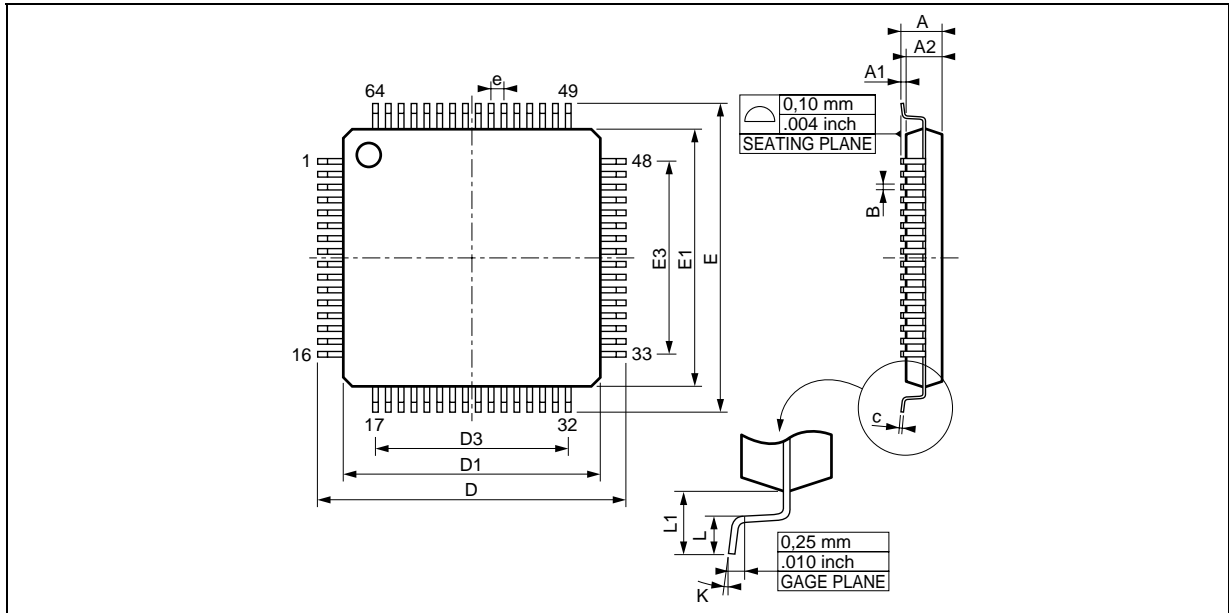 A
A2
A1
e
64
49
0,10 mm
.004 inch
SEATING PLANE
1
48
B
E3
E1
E
16
33
17
32
c
D3
D1
D
L1
L
K
0,25 mm
.010 inch
GAGE PLANE